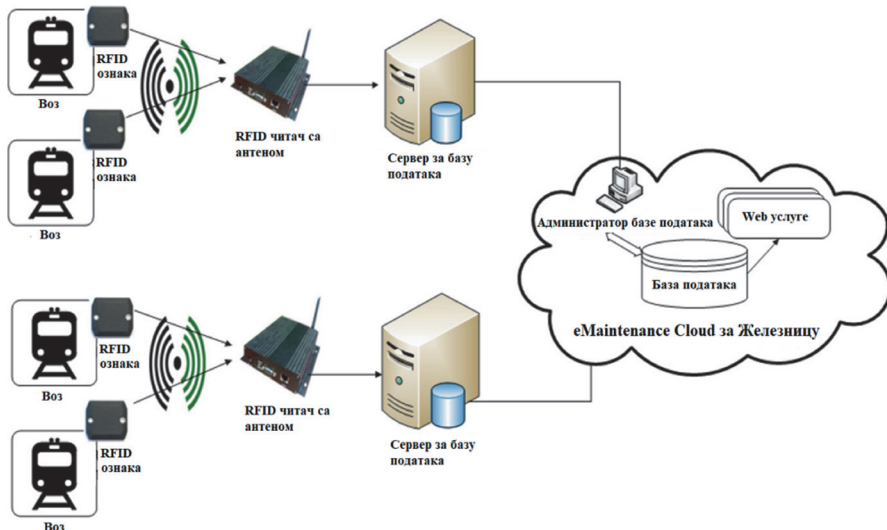 RFID
ознака
Воз
RFID
ознака
Воз
RFID читач са
антеном
Сервер за базу
података
RFID
ознака
Воз
RFID
ознака
Воз
RFID читач са
антеном
Сервер за базу
података
Администратор базе података
Web услуге
База података
eMaintenance Cloud за Железницу